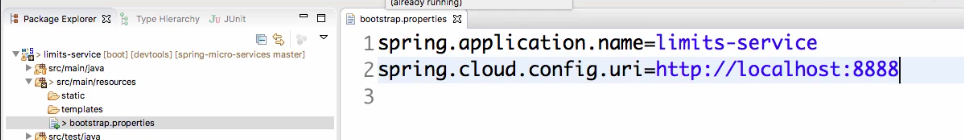 (already running)
Package Explorer
Type Hierarchy
JUnit
bootstrap.properties
limits-service [boot] [devtools] [spring-micro-services master]
src/main/java
> src/main/resources
static
templates
> bootstrap.properties
src/test/java
1 spring.application.name=limits-service
2 spring.cloud.config.uri=http://localhost:8888
3